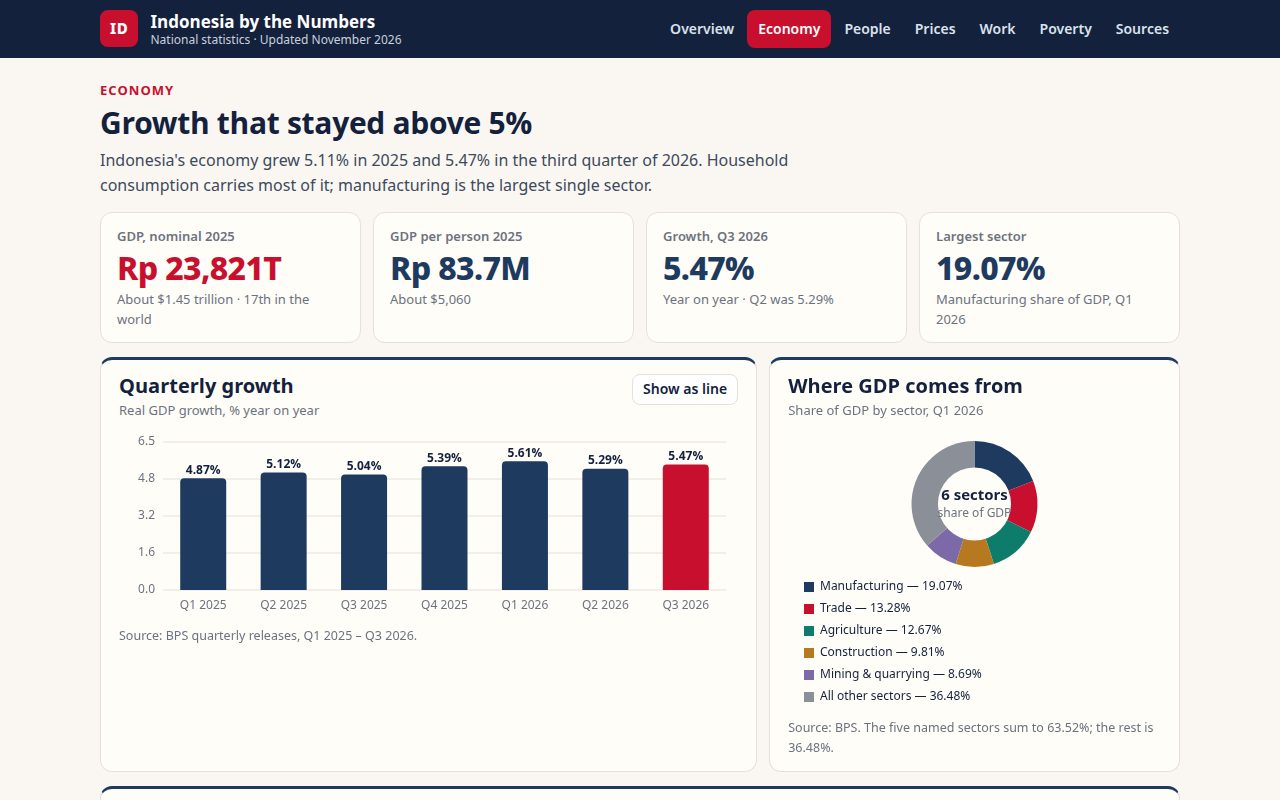 ID
Indonesia by the Numbers
National statistics · Updated November 2026
Overview
Economy
People
Prices
Work
Poverty
Sources
ECONOMY
Growth that stayed above 5%
Indonesia's economy grew 5.11% in 2025 and 5.47% in the third quarter of 2026. Household
consumption carries most of it; manufacturing is the largest single sector.
GDP, nominal 2025
Rp 23,821T
About $1.45 trillion · 17th in the
world
GDP per person 2025
Rp 83.7M
About $5,060
Growth, Q3 2026
5.47%
Year on year · Q2 was 5.29%
Largest sector
19.07%
Manufacturing share of GDP, Q1
2026
Quarterly growth
Show as line
Real GDP growth, % year on year
6.5
4.8
3.2
1.6
0.0
4.87%
5.12%
5.04%
5.39%
5.61%
5.29%
5.47%
Q1 2025
Q2 2025
Q3 2025
Q4 2025
Q1 2026
Q2 2026
Q3 2026
Source: BPS quarterly releases, Q1 2025 – Q3 2026.
Where GDP comes from
Share of GDP by sector, Q1 2026
6 sectors
share of GDP
Manufacturing — 19.07%
Trade — 13.28%
Agriculture — 12.67%
Construction — 9.81%
Mining & quarrying — 8.69%
All other sectors — 36.48%
Source: BPS. The five named sectors sum to 63.52%; the rest is
36.48%.